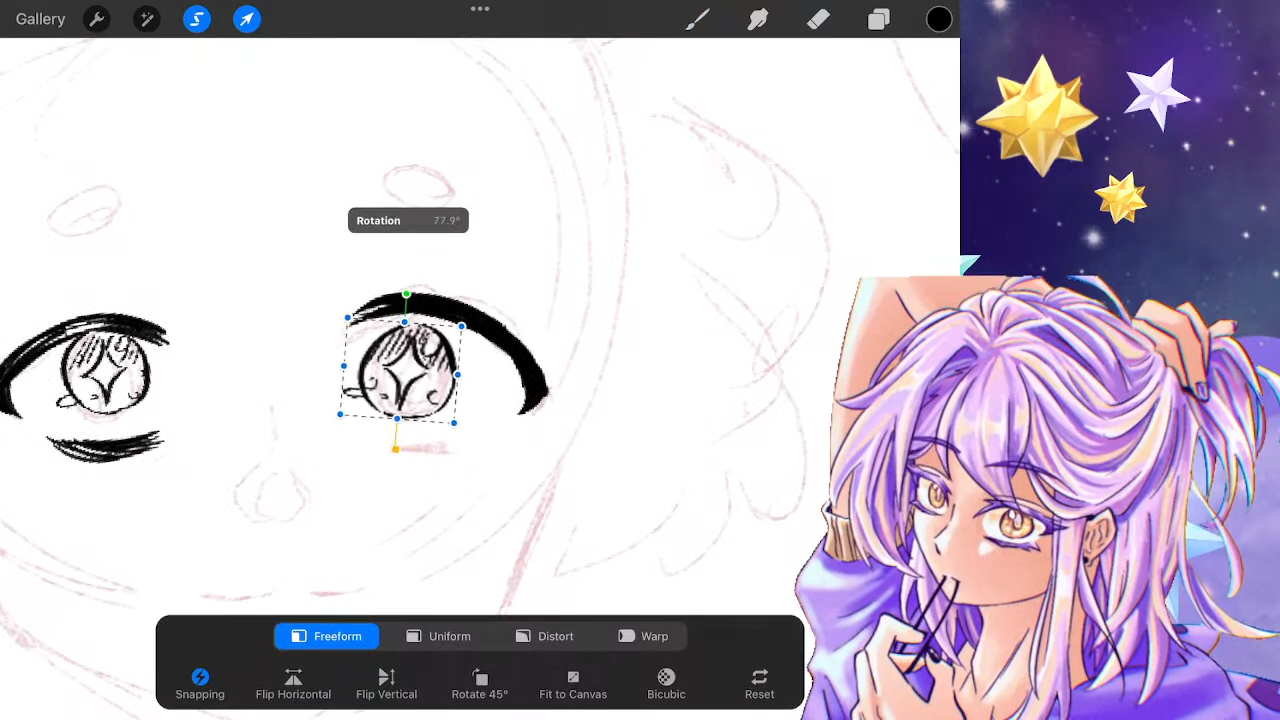 Gallery
Rotation 77.9°
Freeform Uniform Distort Warp
Snapping Flip Horizontal Flip Vertical Rotate 45° Fit to Canvas Bicubic Reset